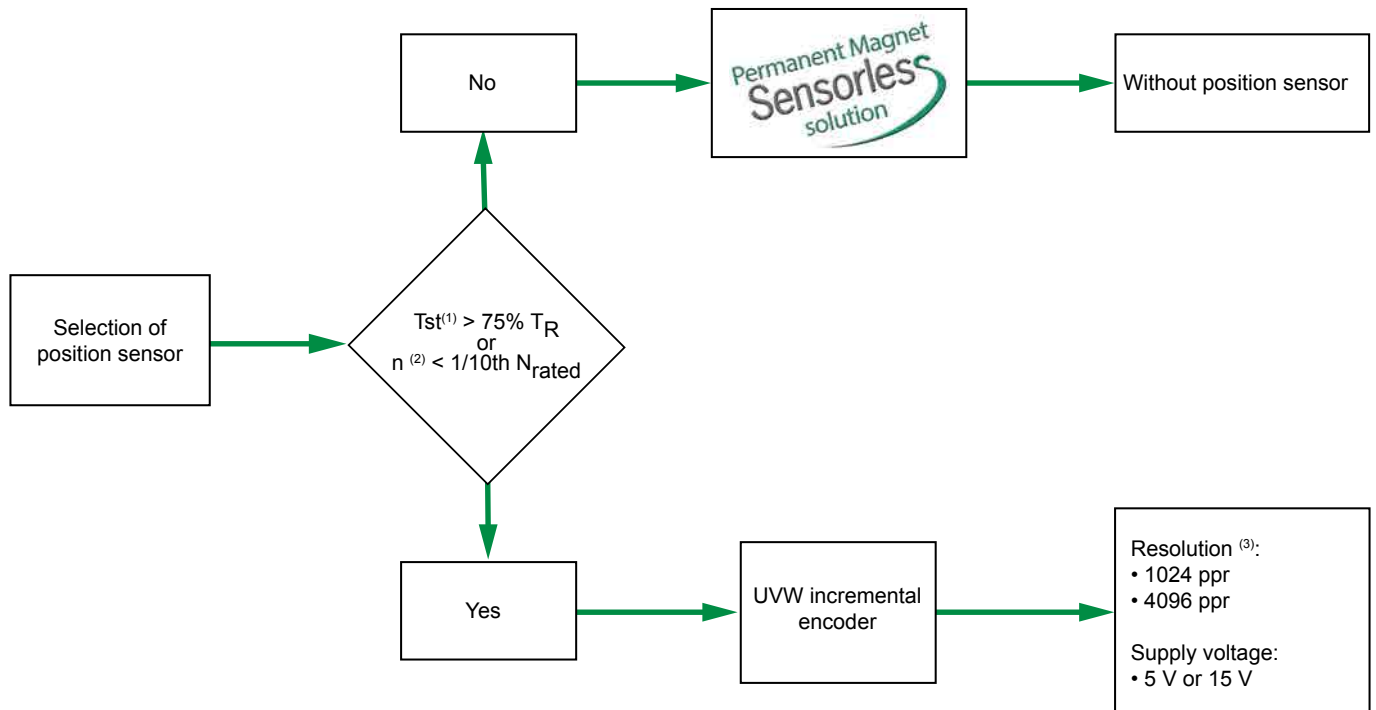 No
Permanent Magnet
Sensorless
solution
Without position sensor
Selection of
position sensor
Tst(1) > 75% TR
or
n (2) < 1/10th Nrated
Yes
UVW incremental
encoder
Resolution (3):
• 1024 ppr
• 4096 ppr
Supply voltage:
• 5 V or 15 V